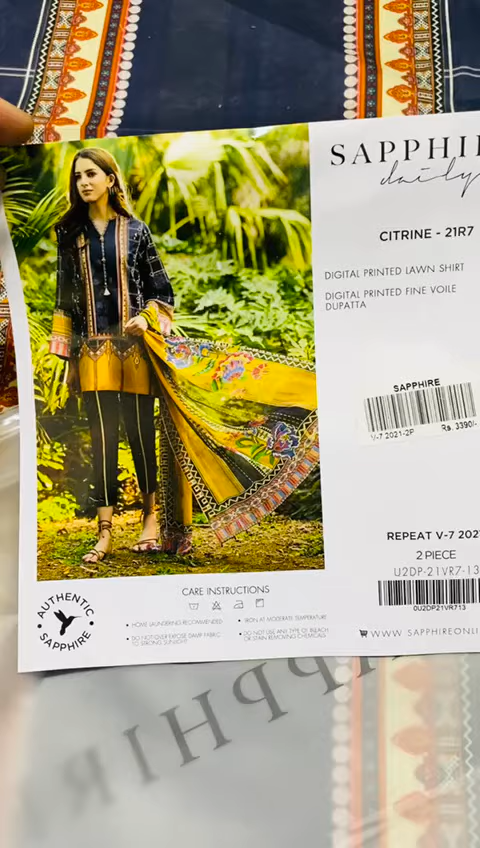 SAPPHIR
daily
CITRINE - 21R7
DIGITAL PRINTED LAWN SHIRT
DIGITAL PRINTED FINE VOILE
DUPATTA
SAPPHIRE
V-7 2021-2P Rs. 3390/-
REPEAT V-7 202
2 PIECE
U2DP-21VR7-13
0U2DP21VR713
WWW.SAPPHIREONLI
CARE INSTRUCTIONS
• HOME LAUNDERING RECOMMENDED
• DO NOT OVER EXPOSE DAMP FABRIC
TO STRONG SUNLIGHT
• IRON AT MODERATE TEMPERATURE
• DO NOT USE ANY TYPE OF BLEACH
OR STAIN REMOVING CHEMICALS
AUTHENTIC
SAPPHIRE
SAPPHIR